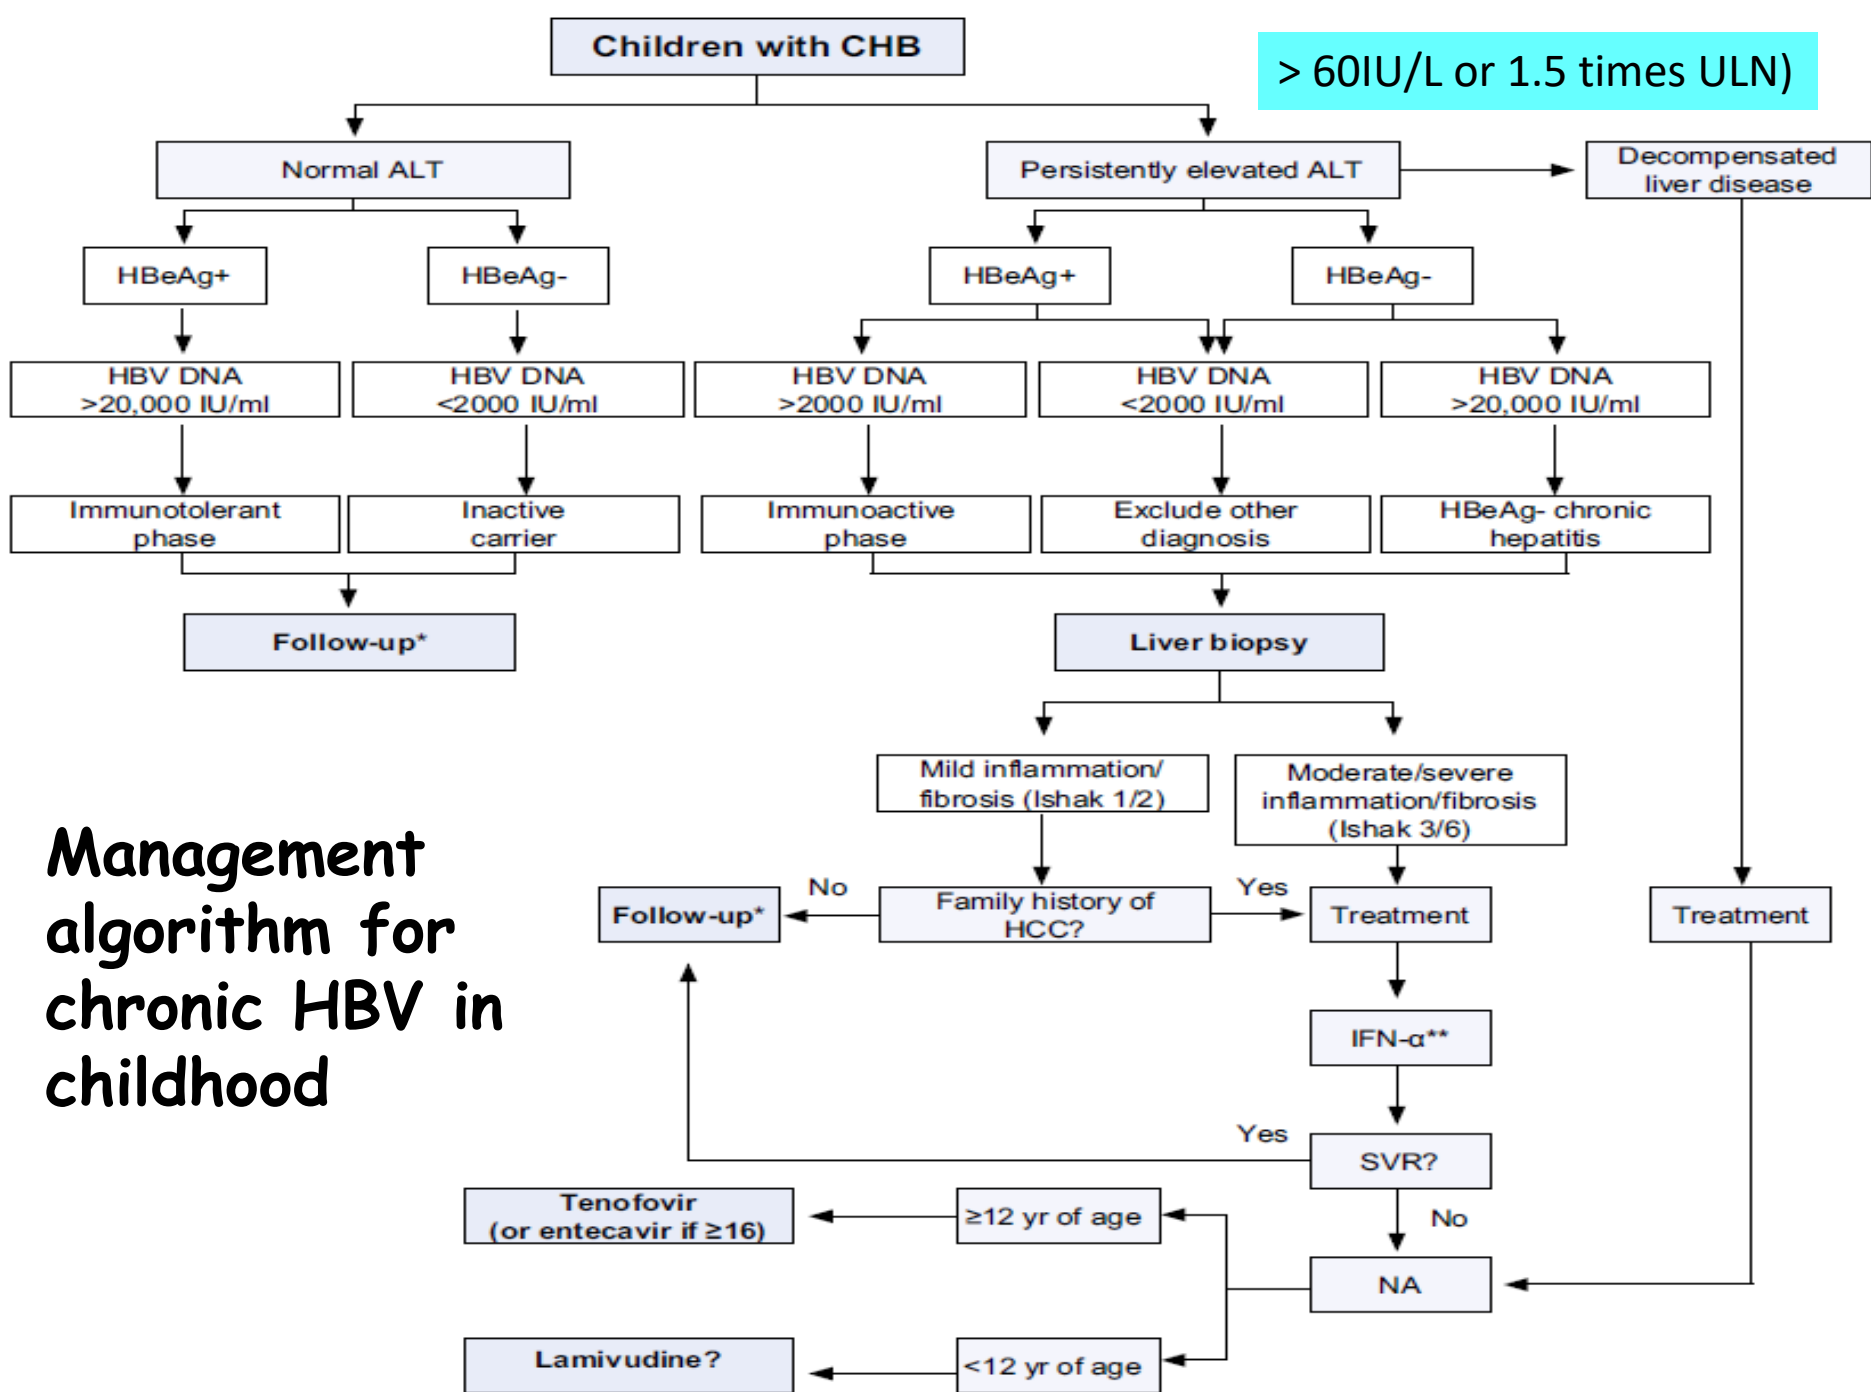 Children with CHB
> 60IU/L or 1.5 times ULN)
Normal ALT
Persistently elevated ALT
Decompensated
liver disease
HBeAg+
HBeAg-
HBeAg+
HBeAg-
HBV DNA
>20,000 IU/ml
HBV DNA
<2000 IU/ml
HBV DNA
>2000 IU/ml
HBV DNA
<2000 IU/ml
HBV DNA
>20,000 IU/ml
Immunotolerant
phase
Inactive
carrier
Immunoactive
phase
Exclude other
diagnosis
HBeAg- chronic
hepatitis
Follow-up*
Liver biopsy
Mild inflammation/
fibrosis (Ishak 1/2)
Moderate/severe
inflammation/fibrosis
(Ishak 3/6)
Management
algorithm for
chronic HBV in
childhood
Follow-up*
No
Family history of
HCC?
Yes
Treatment
Treatment
IFN-α**
Yes
SVR?
No
Tenofovir
(or entecavir if ≥16)
≥12 yr of age
NA
Lamivudine?
<12 yr of age